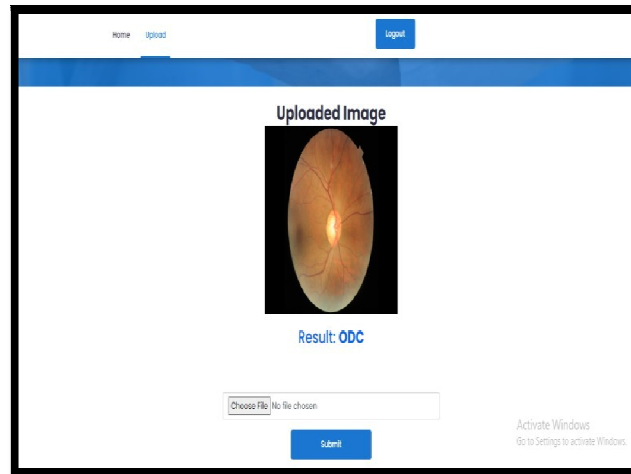 Home Upload Logout
Uploaded Image
Result: ODC
Choose File No file chosen
Submit
Activate Windows
Go to Settings to activate Windows.